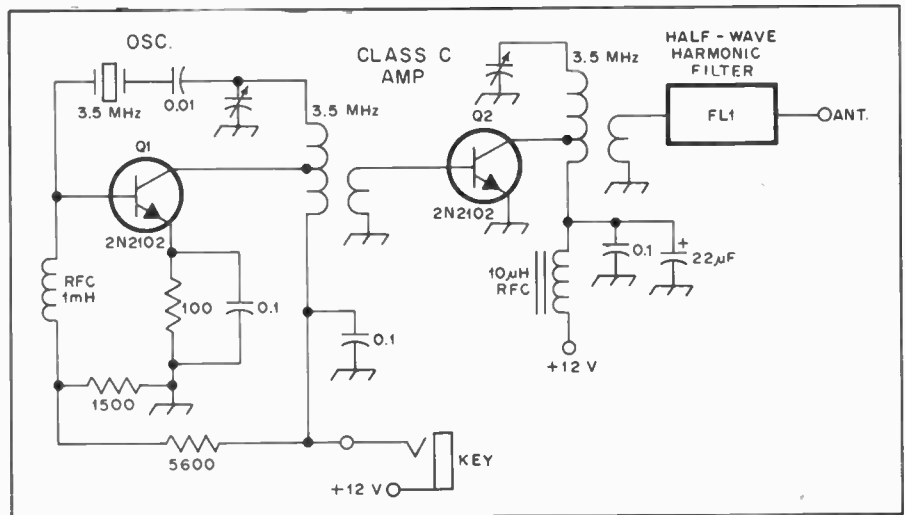 OSC.
CLASS C
AMP
HALF-WAVE
HARMONIC
FILTER
3.5 MHz
0.01
3.5 MHz
3.5 MHz
FL1
ANT.
Q1
2N2102
Q2
2N2102
RFC
1mH
100
0.1
0.1
10µH
RFC
0.1
+
22µF
+12 V
1500
5600
KEY
+12 V